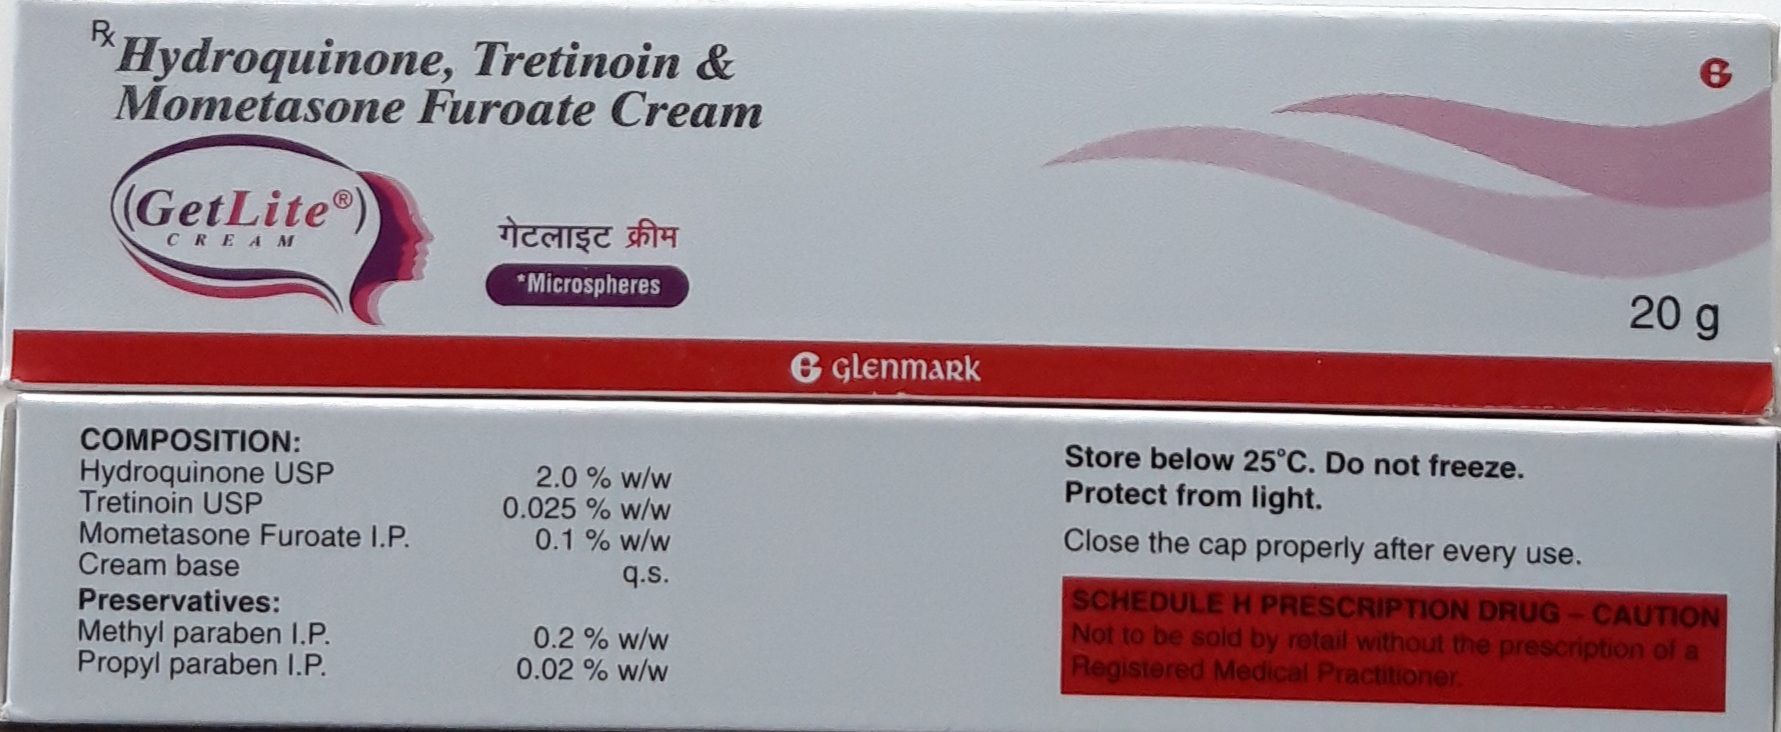 Rx Hydroquinone, Tretinoin &
Mometasone Furoate Cream
(GetLite®)
CREAM
गेटलाइट क्रीम
*Microspheres
20 g
glenmark
COMPOSITION:
Hydroquinone USP 2.0 % w/w
Tretinoin USP 0.025 % w/w
Mometasone Furoate I.P. 0.1 % w/w
Cream base q.s.
Preservatives:
Methyl paraben I.P. 0.2 % w/w
Propyl paraben I.P. 0.02 % w/w
Store below 25°C. Do not freeze.
Protect from light.
Close the cap properly after every use.
SCHEDULE H PRESCRIPTION DRUG – CAUTION
Not to be sold by retail without the prescription of a
Registered Medical Practitioner.